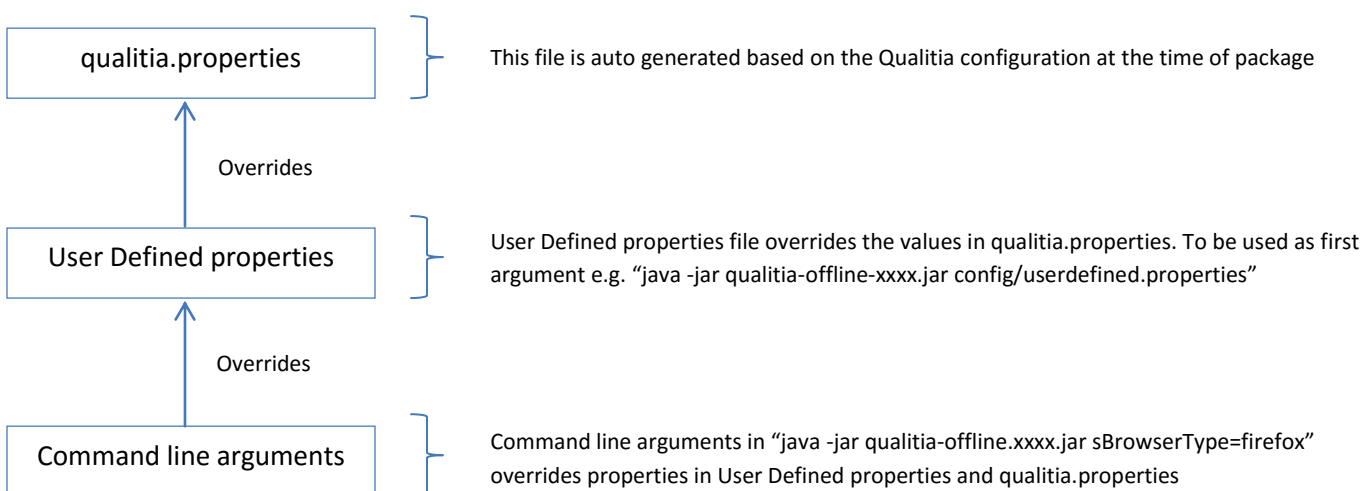 qualitia.properties
This file is auto generated based on the Qualitia configuration at the time of package
Overrides
User Defined properties
User Defined properties file overrides the values in qualitia.properties. To be used as first
argument e.g. “java -jar qualitia-offline-xxxx.jar config/userdefined.properties”
Overrides
Command line arguments
Command line arguments in “java -jar qualitia-offline.xxxx.jar sBrowserType=firefox”
overrides properties in User Defined properties and qualitia.properties